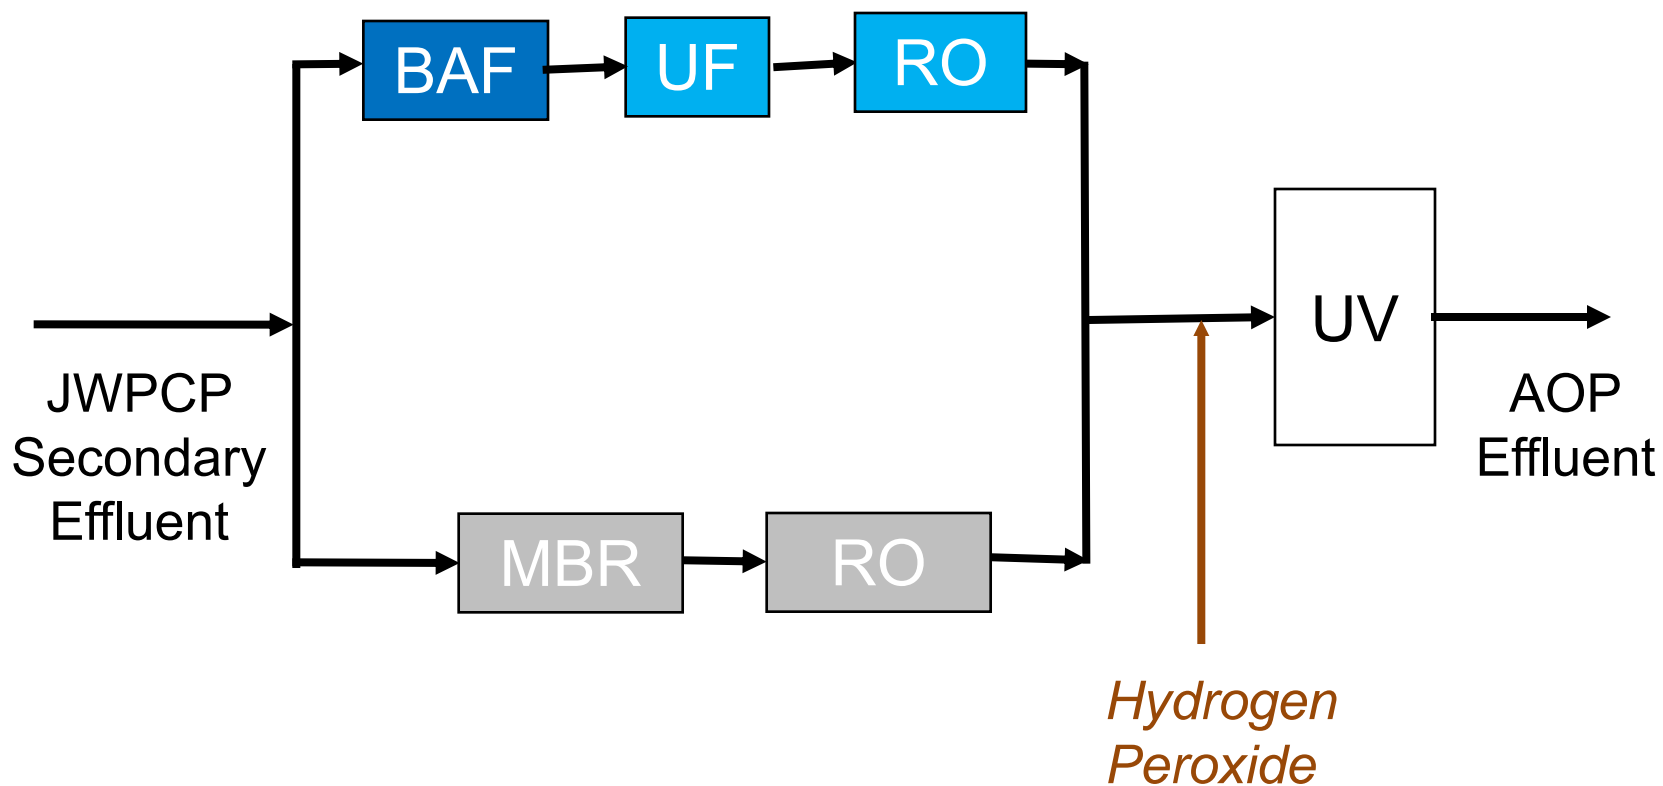 BAF
UF
RO
UV
JWPCP
Secondary
Effluent
AOP
Effluent
MBR
RO
Hydrogen
Peroxide